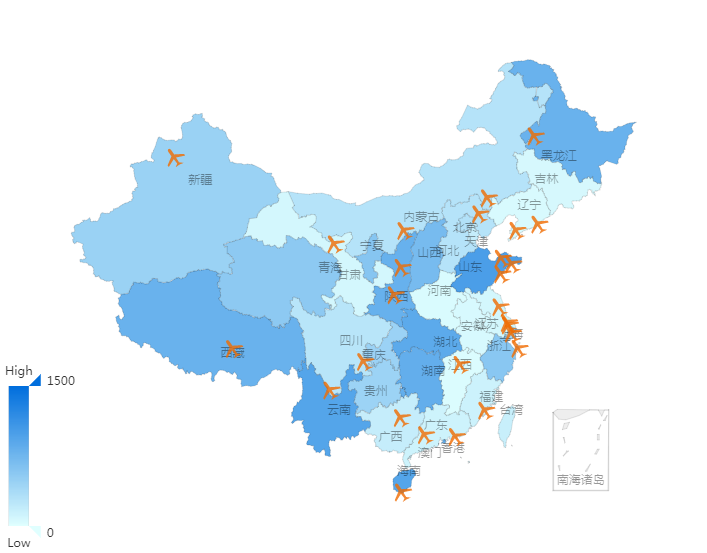 黑龙江
吉林
新疆
辽宁
内蒙古
北京
天津
宁夏
山西
河北
青海
甘肃
山东
陕西
河南
江苏
安徽
上海
四川
湖北
浙江
西藏
重庆
湖南
江西
贵州
福建
云南
台湾
广东
广西
澳门
香港
海南
南海诸岛
High
1500
0
Low